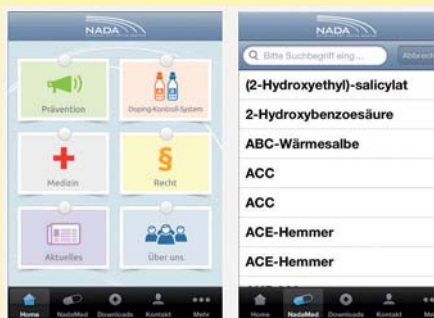 NADA
Prävention
Doping-Kontroll-System
Medizin
Recht
§
Aktuelles
Über uns
Home
NadaMed
Downloads
Kontakt
Mehr
NADA
Bitte Suchbegriff eing...
Abbrech
(2-Hydroxyethyl)-salicylat
2-Hydroxybenzoesäure
ABC-Wärmesalbe
ACC
ACC
ACE-Hemmer
ACE-Hemmer
Home
NadaMed
Downloads
Kontakt